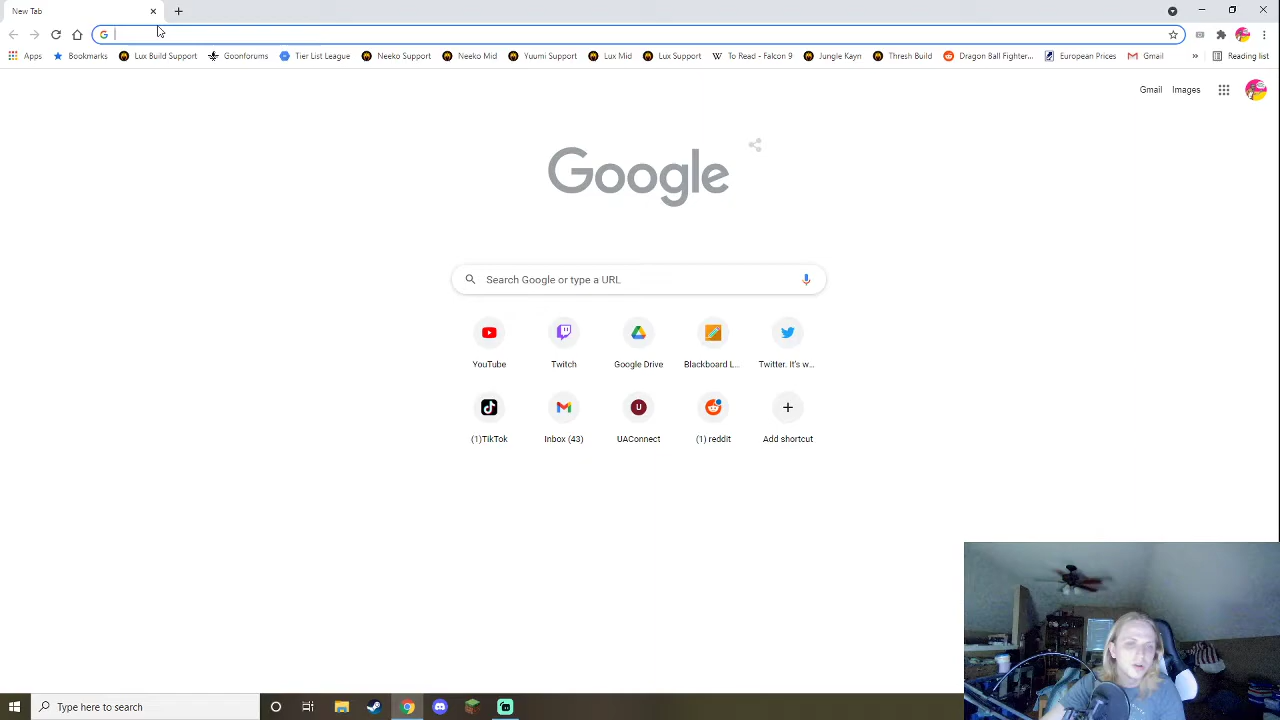 New Tab
Apps Bookmarks Lux Build Support Goonforums Tier List League Neeko Support Neeko Mid Yuumi Support Lux Mid Lux Support To Read - Falcon 9 Jungle Kayn Thresh Build Dragon Ball Fighter... European Prices Gmail » Reading list
Gmail Images
Google
Search Google or type a URL
YouTube Twitch Google Drive Blackboard L... Twitter. It's w...
U
(1)TikTok Inbox (43) UAConnect (1) reddit Add shortcut
Type here to search